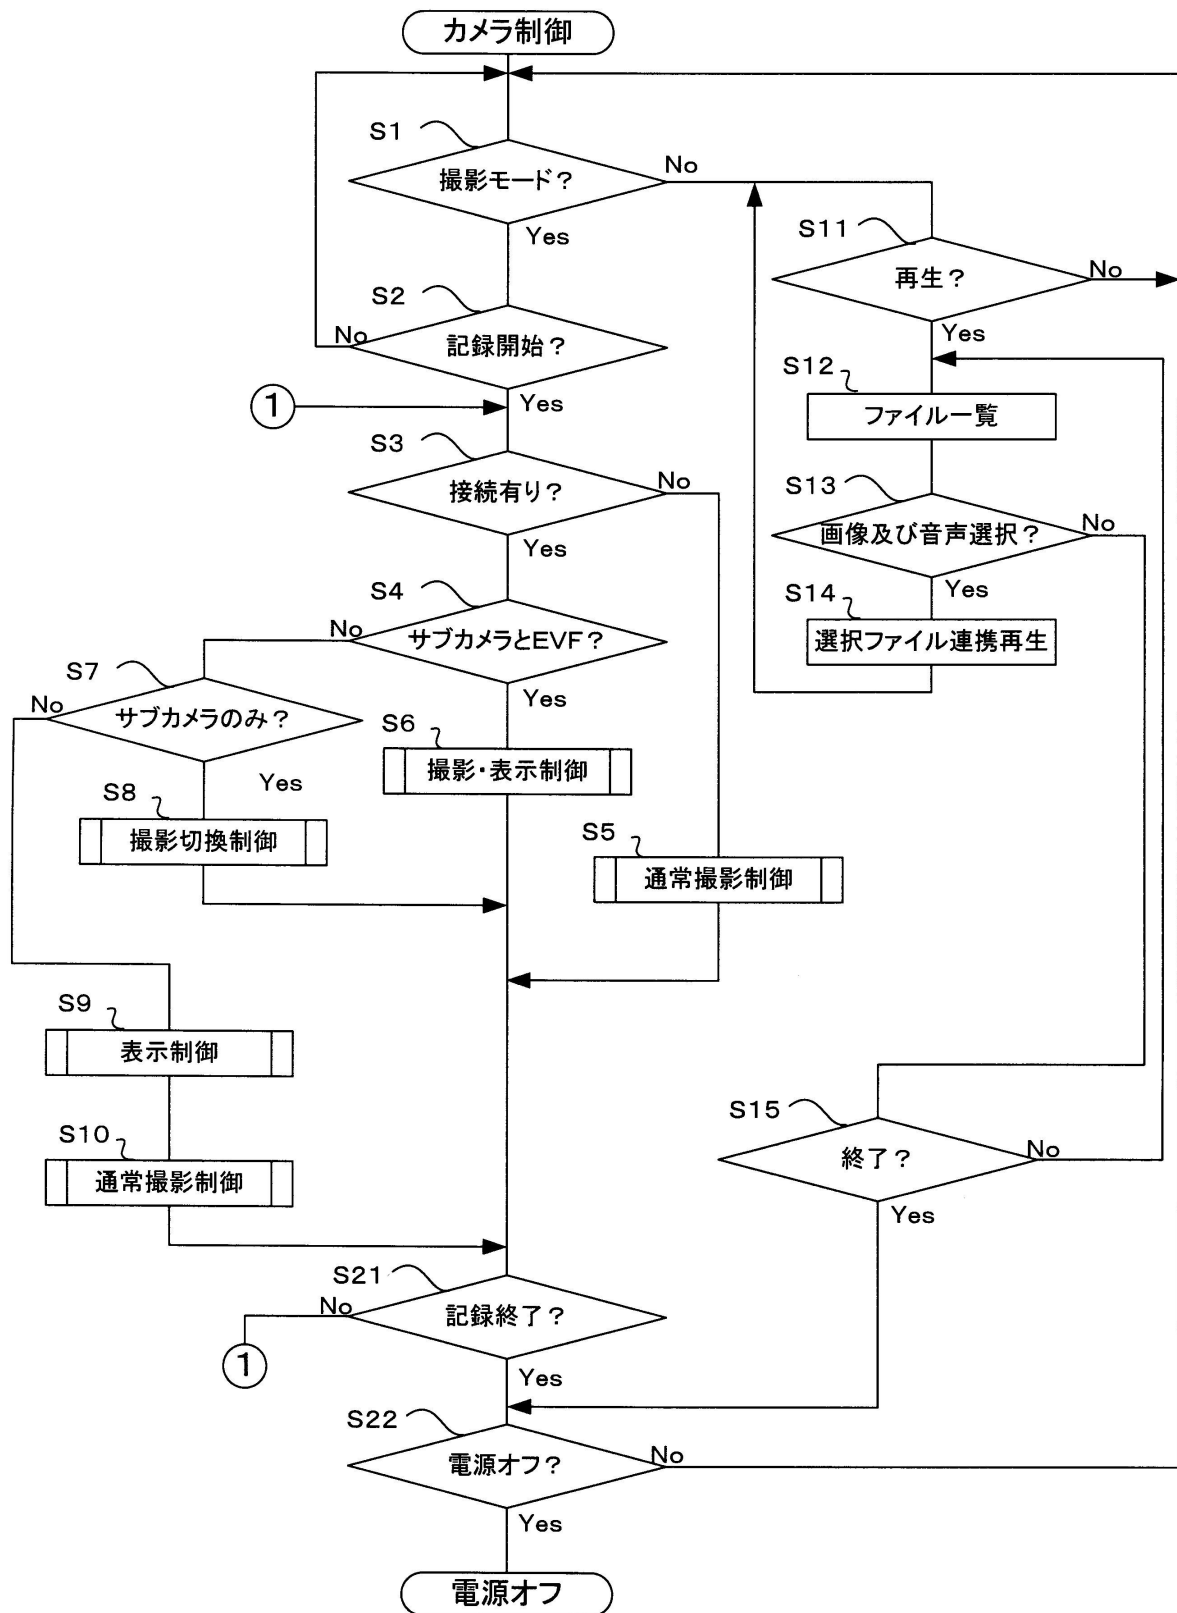 カメラ制御
S1
撮影モード？
No
Yes
S11
再生？
No
Yes
S2
記録開始？
No
Yes
①
S12
ファイル一覧
S3
接続有り？
No
Yes
S13
画像及び音声選択？
No
Yes
S4
サブカメラとEVF？
No
Yes
S14
選択ファイル連携再生
S7
サブカメラのみ？
No
Yes
S6
撮影・表示制御
S8
撮影切換制御
S5
通常撮影制御
S9
表示制御
S10
通常撮影制御
S15
終了？
No
Yes
S21
記録終了？
No
Yes
①
S22
電源オフ？
No
Yes
電源オフ